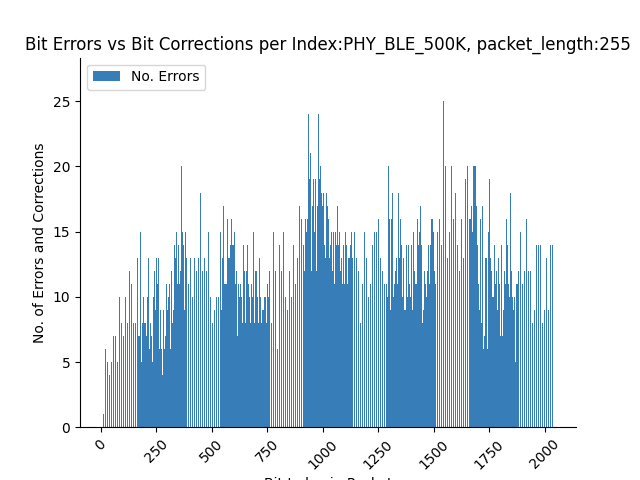 Bit Errors vs Bit Corrections per Index:PHY_BLE_500K, packet_length:255
No. Errors
No. of Errors and Corrections
25
20
15
10
5
0
0 250 500 750 1000 1250 1500 1750 2000